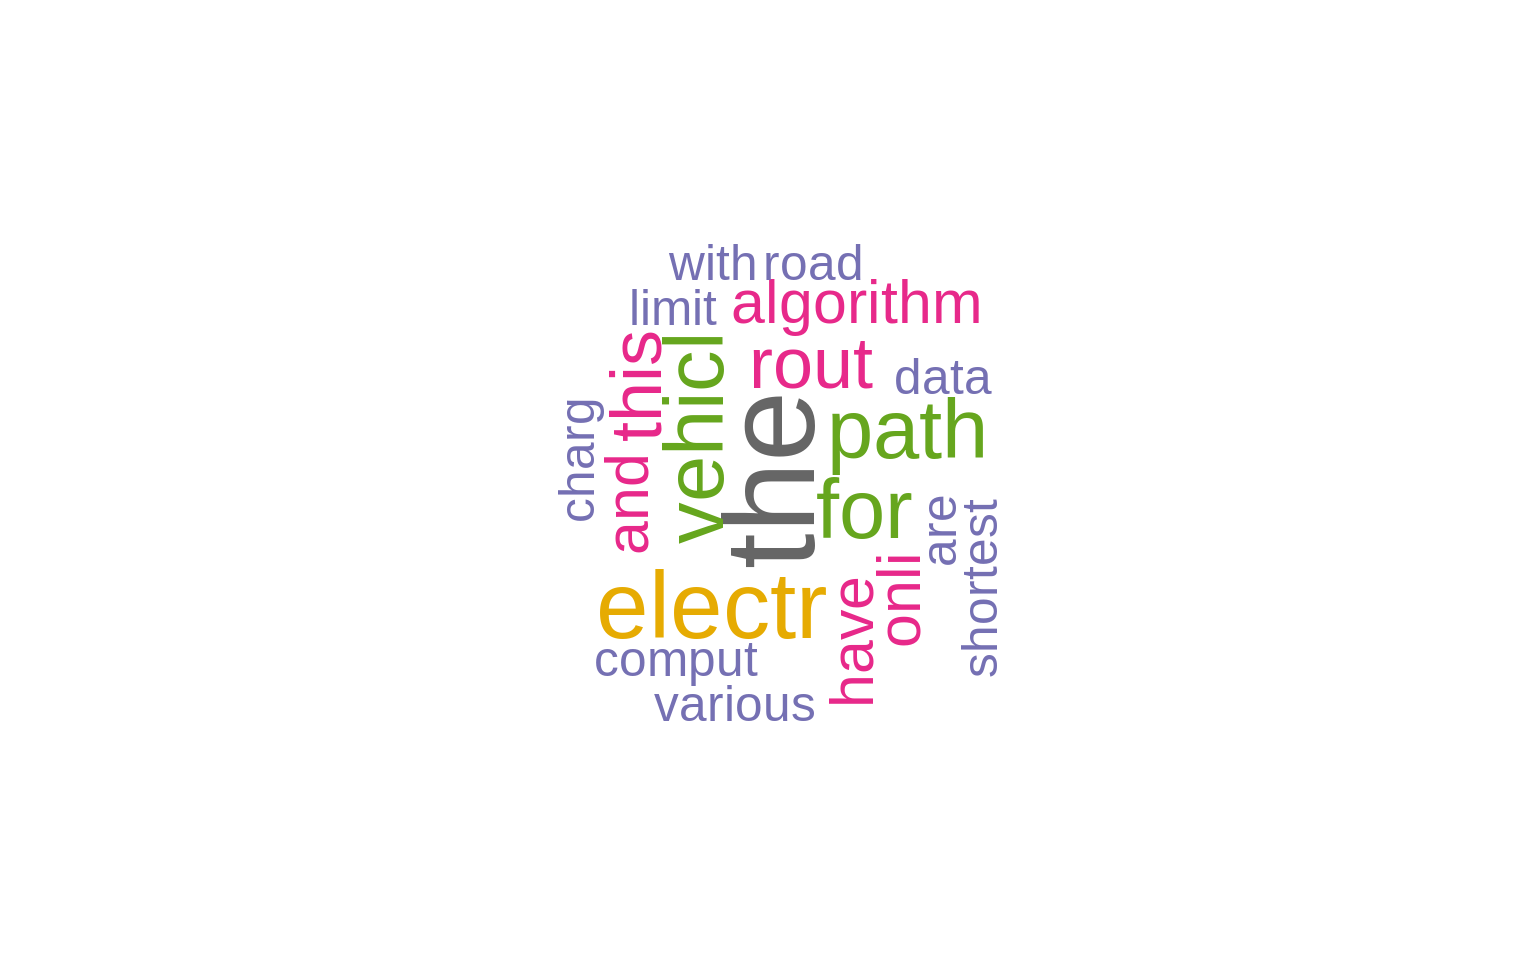 with road
limit algorithm
this vehicl rout data
charg and the path
for are shortest
electr have onli
comput
various